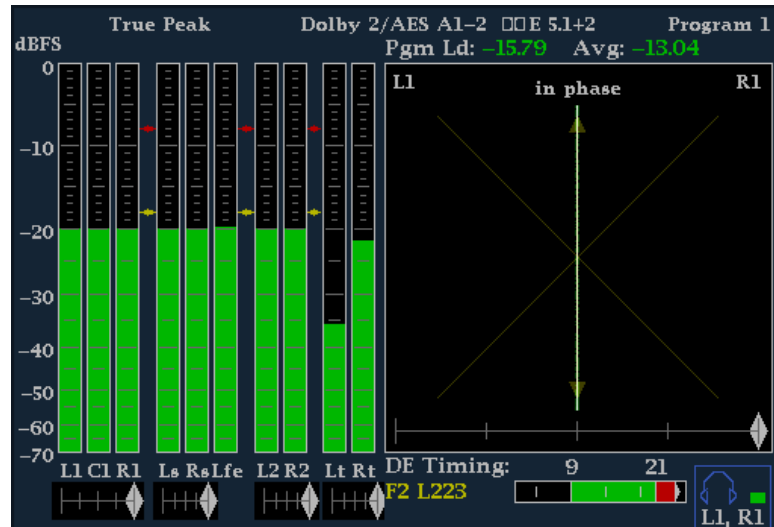 True Peak
Dolby 2/AES A1-2 E 5.1+2
Program 1
dBFS
Pgm Ld: -15.79 Avg: -13.04
0
-10
-20
-30
-40
-50
-60
-70
L1
in phase
R1
L1 C1 R1 Ls Rs Lfe L2 R2 Lt Rt
DE Timing: 9 21
F2 L223
L1, R1